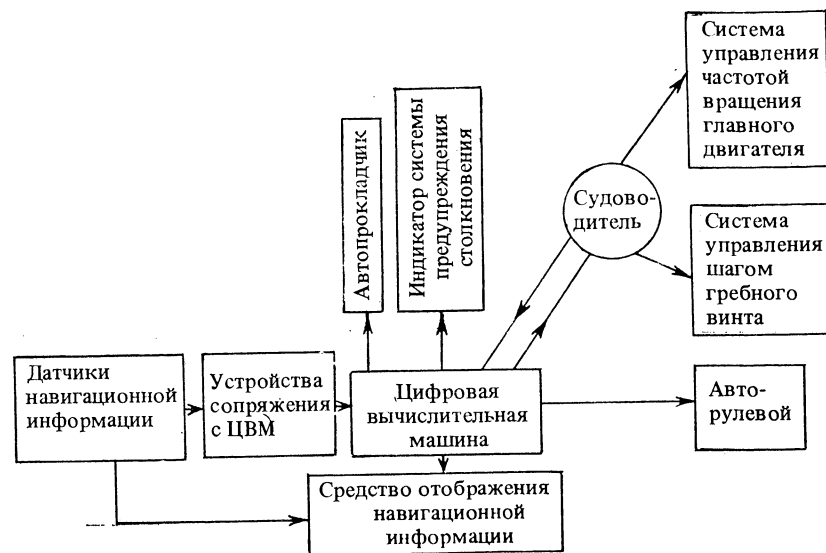 Система
управления
частотой
вращения
главного
двигателя
Автопрокладчик
Индикатор системы
предупреждения
столкновения
Судово-
дитель
Система
управления
шагом
гребного
винта
Датчики
навигационной
информации
Устройства
сопряжения
с ЦВМ
Цифровая
вычислительная
машина
Авто-
рулевой
Средство отображения
навигационной
информации